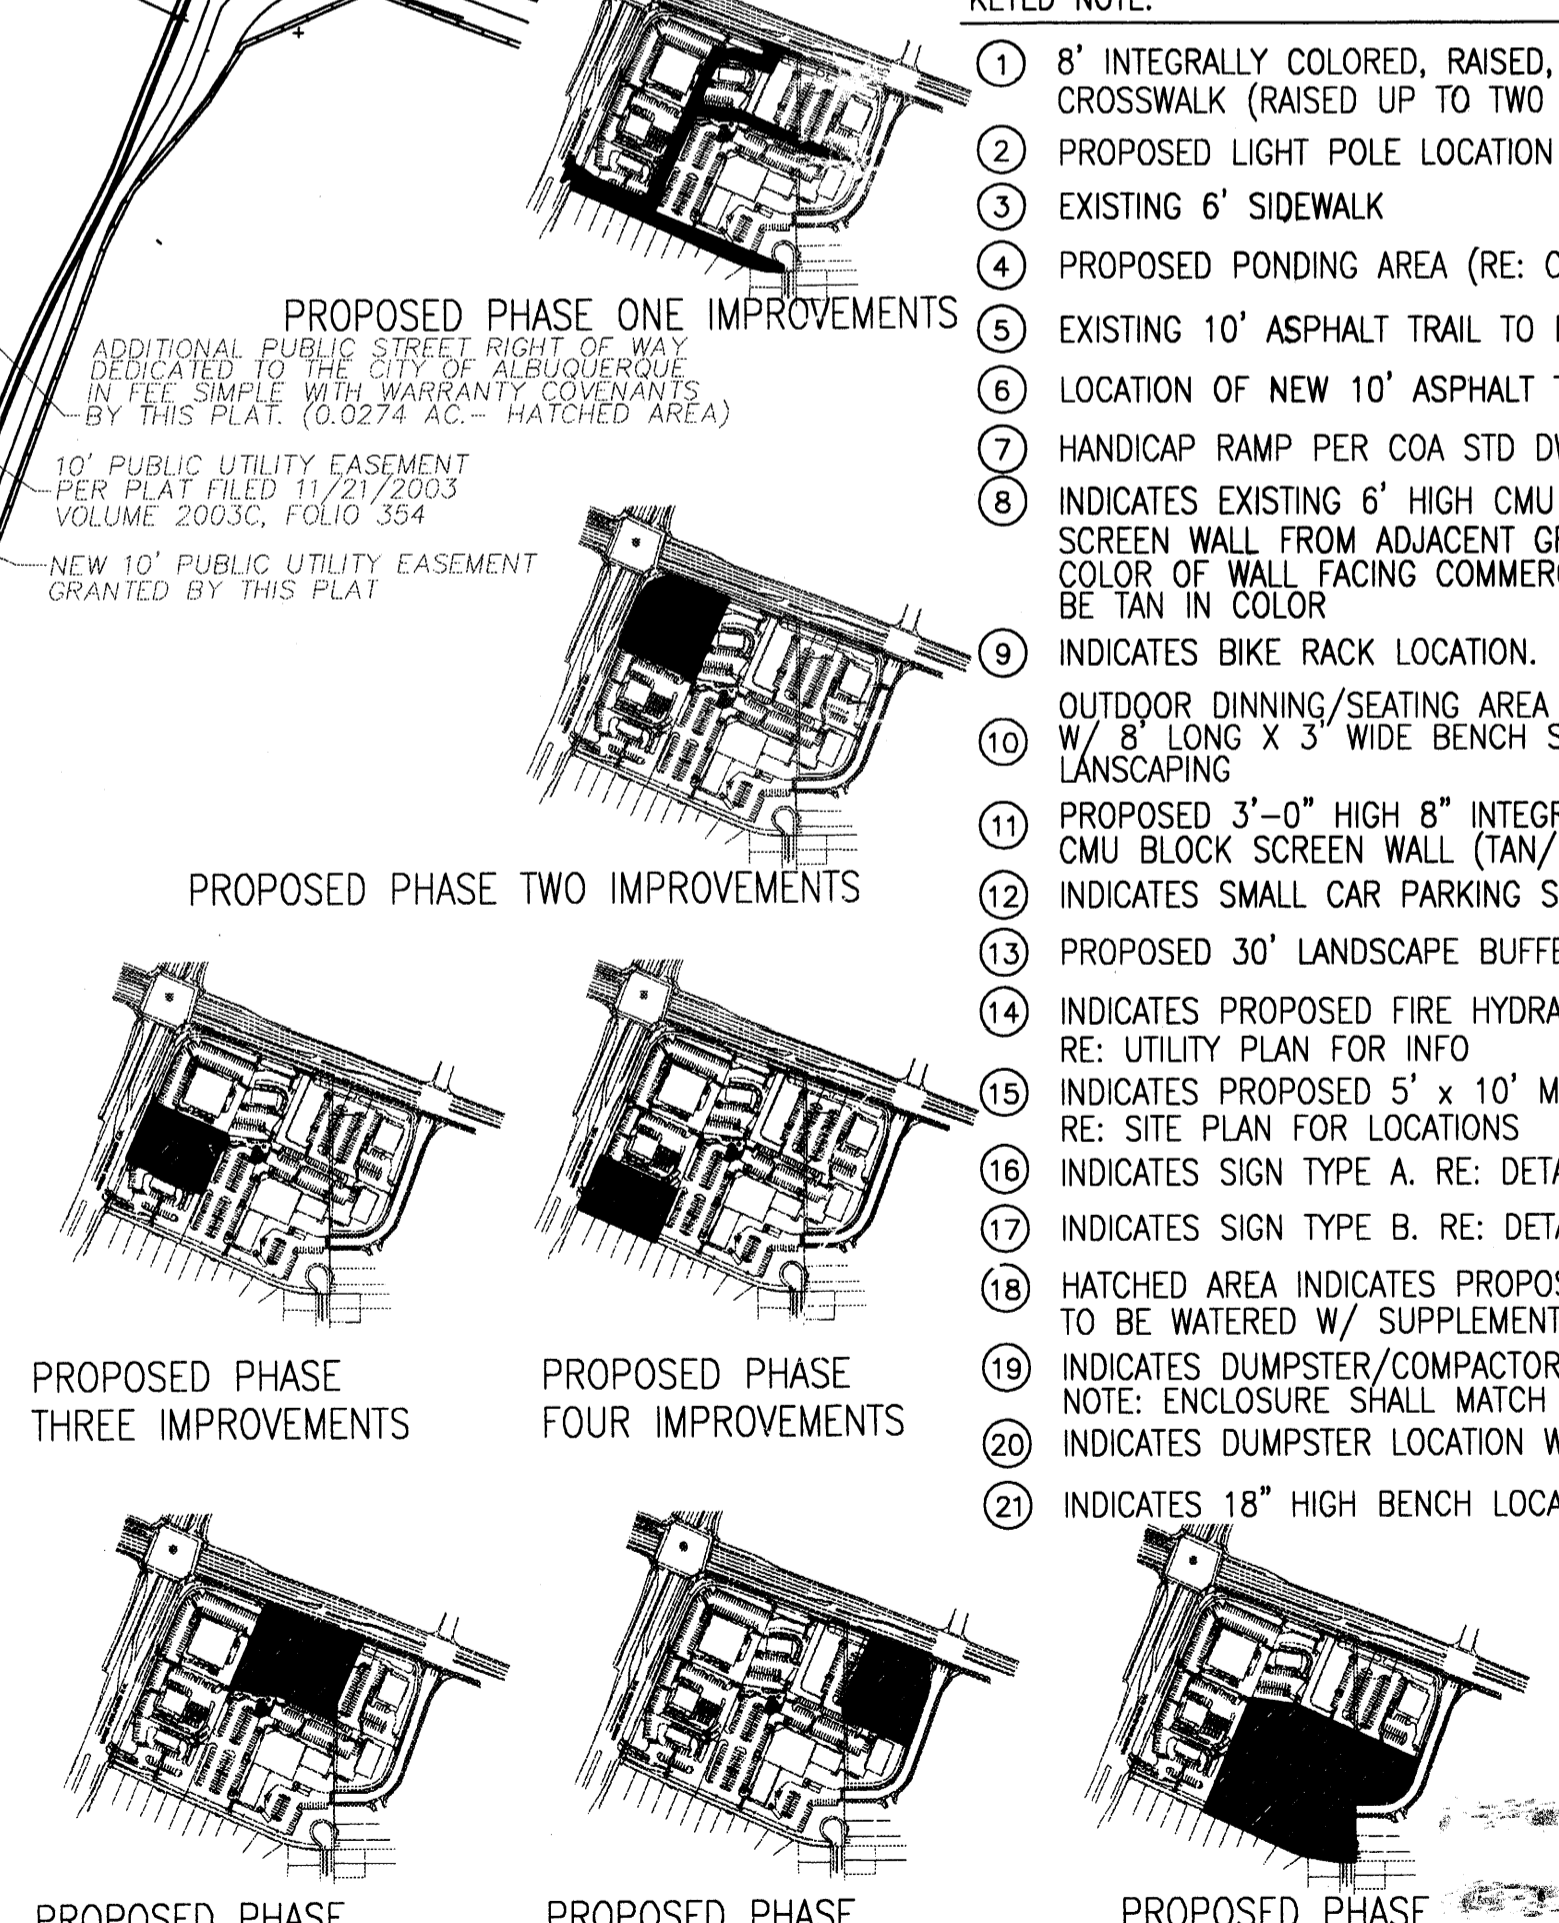 KEYED NOTE:
1 8' INTEGRALLY COLORED, RAISED,
CROSSWALK (RAISED UP TO TWO
2 PROPOSED LIGHT POLE LOCATION
3 EXISTING 6' SIDEWALK
4 PROPOSED PONDING AREA (RE:
5 EXISTING 10' ASPHALT TRAIL TO
6 LOCATION OF NEW 10' ASPHALT
7 HANDICAP RAMP PER COA STD
8 INDICATES EXISTING 6' HIGH CMU
SCREEN WALL FROM ADJACENT
COLOR OF WALL FACING
BE TAN IN COLOR
9 INDICATES BIKE RACK LOCATION.
OUTDOOR DINNING/SEATING AREA
10 W/ 8' LONG X 3' WIDE BENCH
LANSCAPING
11 PROPOSED 3'-0" HIGH 8"
CMU BLOCK SCREEN WALL (TAN/
12 INDICATES SMALL CAR PARKING
13 PROPOSED 30' LANDSCAPE
14 INDICATES PROPOSED FIRE
RE: UTILITY PLAN FOR INFO
15 INDICATES PROPOSED 5' x 10'
RE: SITE PLAN FOR LOCATIONS
16 INDICATES SIGN TYPE A. RE:
17 INDICATES SIGN TYPE B. RE:
18 HATCHED AREA INDICATES
TO BE WATERED W/
19 INDICATES DUMPSTER/COMPACTOR
NOTE: ENCLOSURE SHALL MATCH
20 INDICATES DUMPSTER LOCATION
21 INDICATES 18" HIGH BENCH
PROPOSED PHASE ONE IMPROVEMENTS
ADDITIONAL PUBLIC STREET RIGHT OF WAY
DEDICATED TO THE CITY OF ALBUQUERQUE
IN FEE SIMPLE WITH WARRANTY COVENANTS
BY THIS PLAT. (0.0274 AC.- HATCHED AREA)
10' PUBLIC UTILITY EASEMENT
PER PLAT FILED 11/21/2003
VOLUME 2003C, FOLIO 354
NEW 10' PUBLIC UTILITY EASEMENT
GRANTED BY THIS PLAT
PROPOSED PHASE TWO IMPROVEMENTS
PROPOSED PHASE
THREE IMPROVEMENTS
PROPOSED PHASE
FOUR IMPROVEMENTS
PROPOSED PHASE
PROPOSED PHASE
PROPOSED PHASE